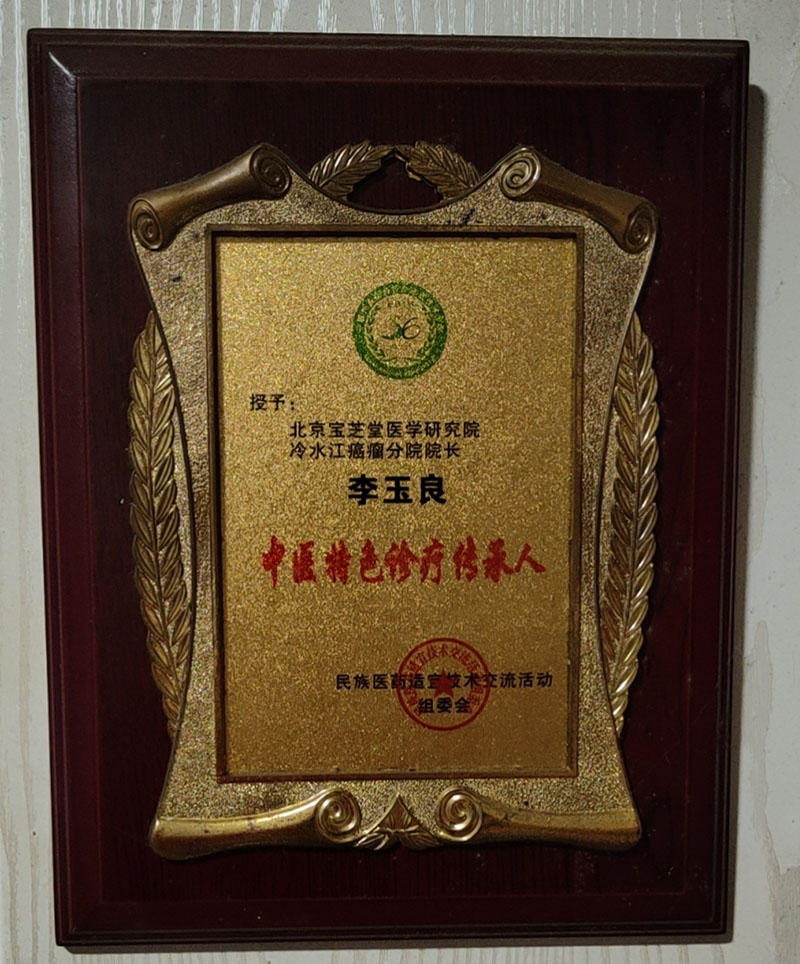 授予：
北京宝芝堂医学研究院
冷水江癌瘤分院院长
李玉良
中医特色诊疗传承人
民族医药适宜技术交流活动
组委会